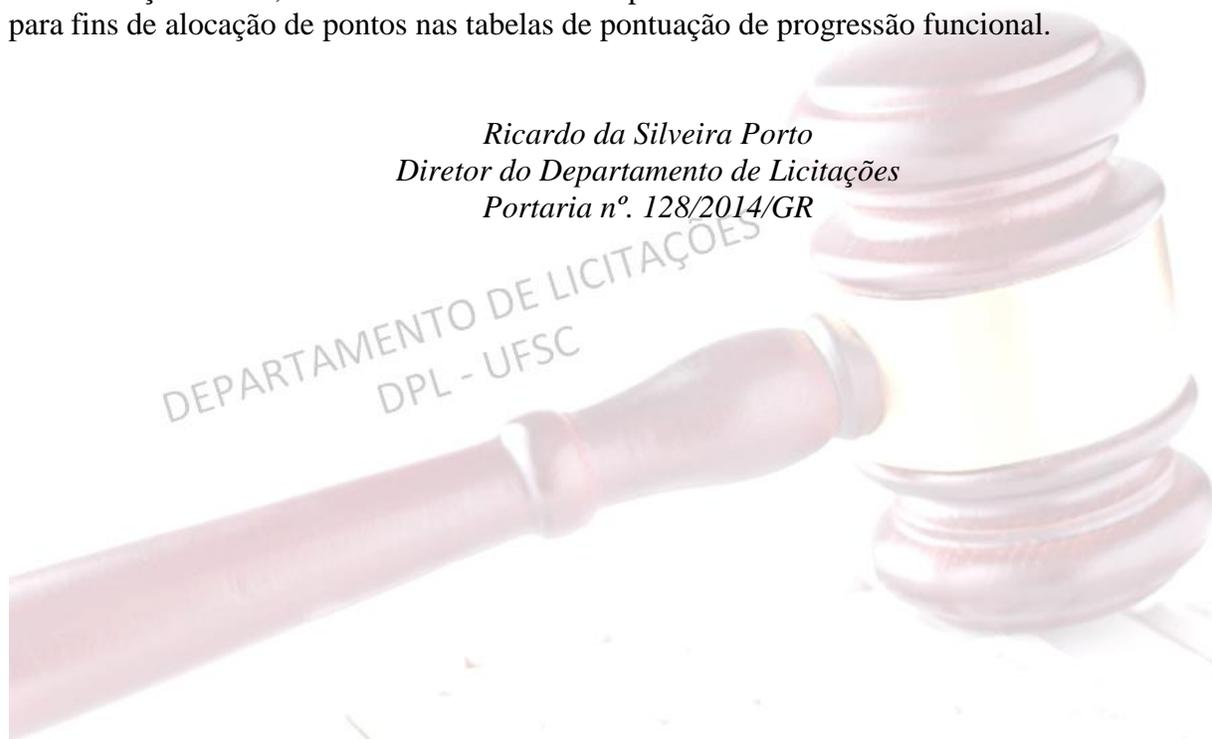 para fins de alocação de pontos nas tabelas de pontuação de progressão funcional.
Ricardo da Silveira Porto
Diretor do Departamento de Licitações
Portaria nº. 128/2014/GR
DEPARTAMENTO DE LICITAÇÕES
DPL - UFSC